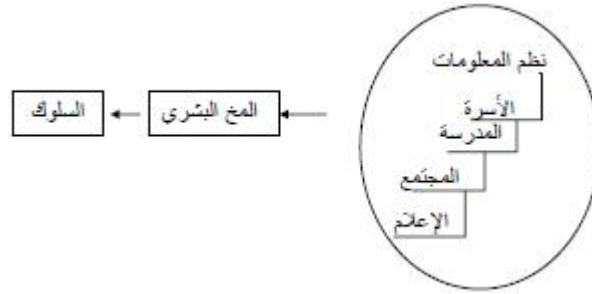 نظم المعلومات
الأسرة
المدرسة
المجتمع
الإعلام
المخ البشري
السلوك